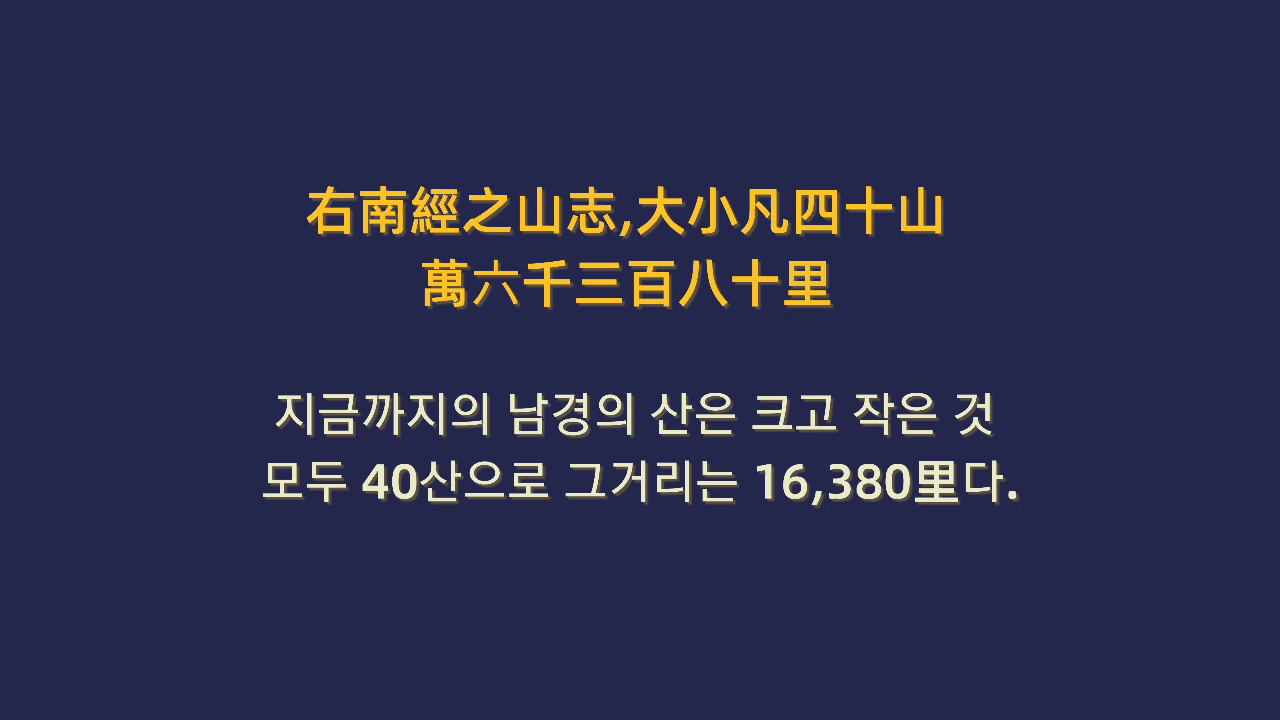 右南經之山志,大小凡四十山
萬六千三百八十里
지금까지의 남경의 산은 크고 작은 것
모두 40산으로 그거리는 16,380里다.